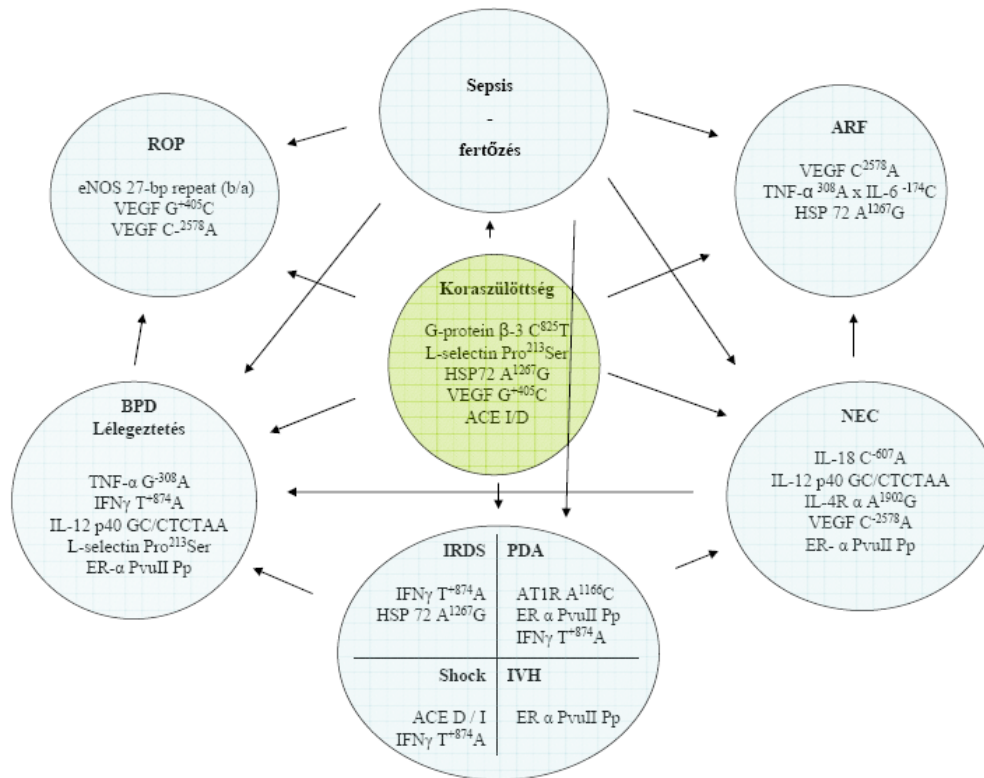 Sepsis
-
fertőzés
ROP
eNOS 27-bp repeat (b/a)
VEGF G⁺⁴⁰⁵C
VEGF C-²⁵⁷⁸A
ARF
VEGF C²⁵⁷⁸A
TNF-α ³⁰⁸A x IL-6 ⁻¹⁷⁴C
HSP 72 A¹²⁶⁷G
Koraszülöttség
G-protein β-3 C⁸²⁵T
L-selectin Pro²¹³Ser
HSP72 A¹²⁶⁷G
VEGF G⁺⁴⁰⁵C
ACE I/D
BPD
Lélegeztetés
TNF-α G⁻³⁰⁸A
IFNγ T⁺⁸⁷⁴A
IL-12 p40 GC/CTCTAA
L-selectin Pro²¹³Ser
ER-α PvuII Pp
NEC
IL-18 C⁻⁶⁰⁷A
IL-12 p40 GC/CTCTAA
IL-4R α A¹⁹⁰²G
VEGF C⁻²⁵⁷⁸A
ER- α PvuII Pp
IRDS
IFNγ T⁺⁸⁷⁴A
HSP 72 A¹²⁶⁷G
PDA
AT1R A¹¹⁶⁶C
ER α PvuII Pp
IFNγ T⁺⁸⁷⁴A
Shock
ACE D / I
IFNγ T⁺⁸⁷⁴A
IVH
ER α PvuII Pp